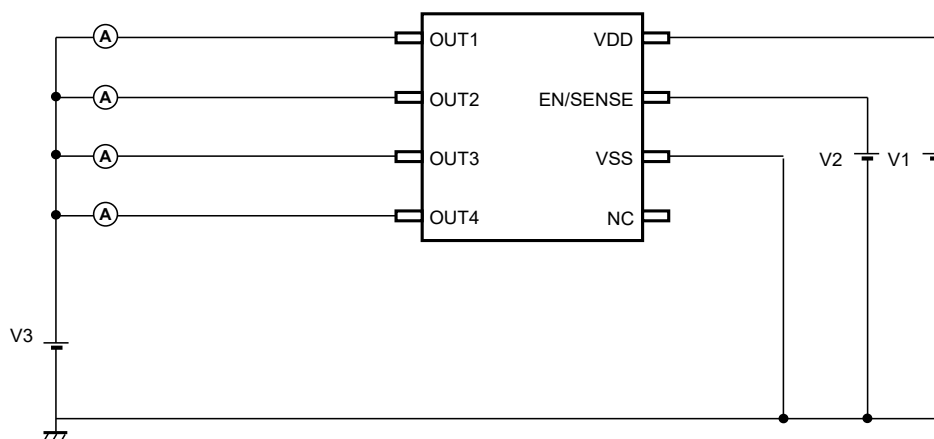 A
OUT1
VDD
A
OUT2
EN/SENSE
A
OUT3
VSS
V2
V1
A
OUT4
NC
V3